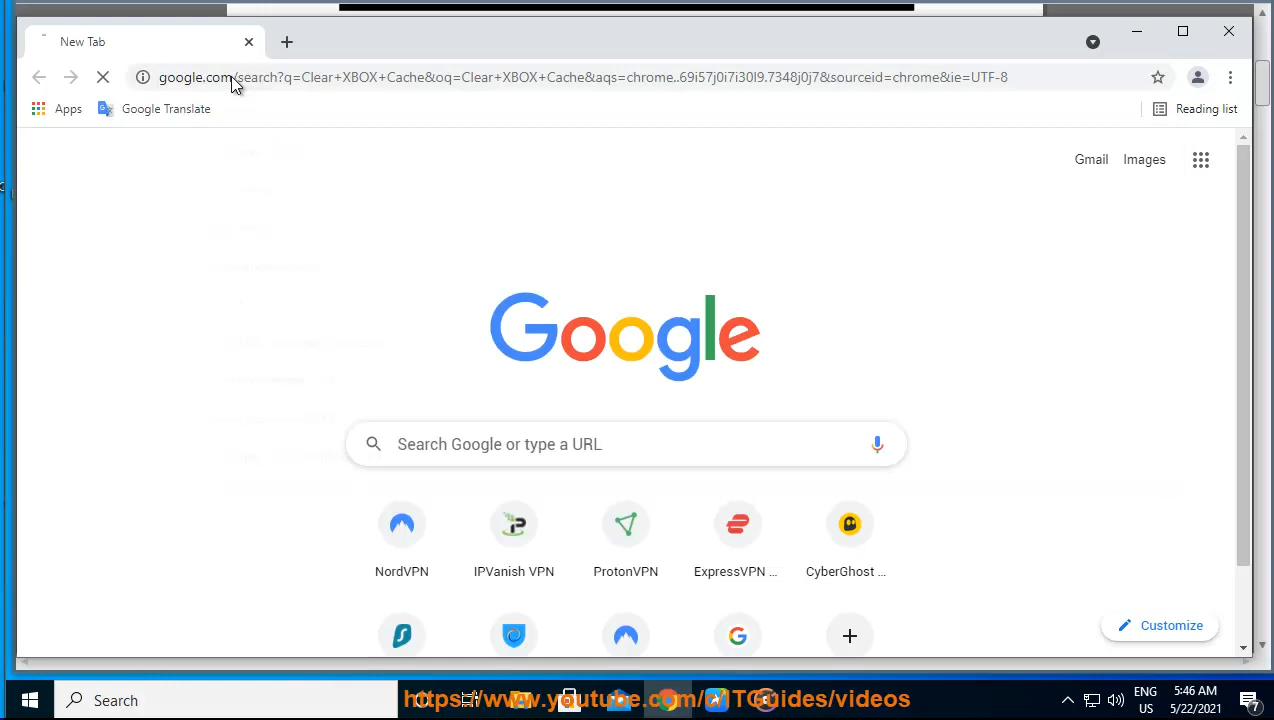 New Tab
google.com/search?q=Clear+XBOX+Cache&oq=Clear+XBOX+Cache&aqs=chrome..69i57j0i7i30l9.7348j0j7&sourceid=chrome&ie=UTF-8
Apps Google Translate Reading list
Gmail Images
Google
Search Google or type a URL
NordVPN IPVanish VPN ProtonVPN ExpressVPN ... CyberGhost ...
Customize
Search https://www.youtube.com/c/ITGuides/videos ENG 5:46 AM
US 5/22/2021 7